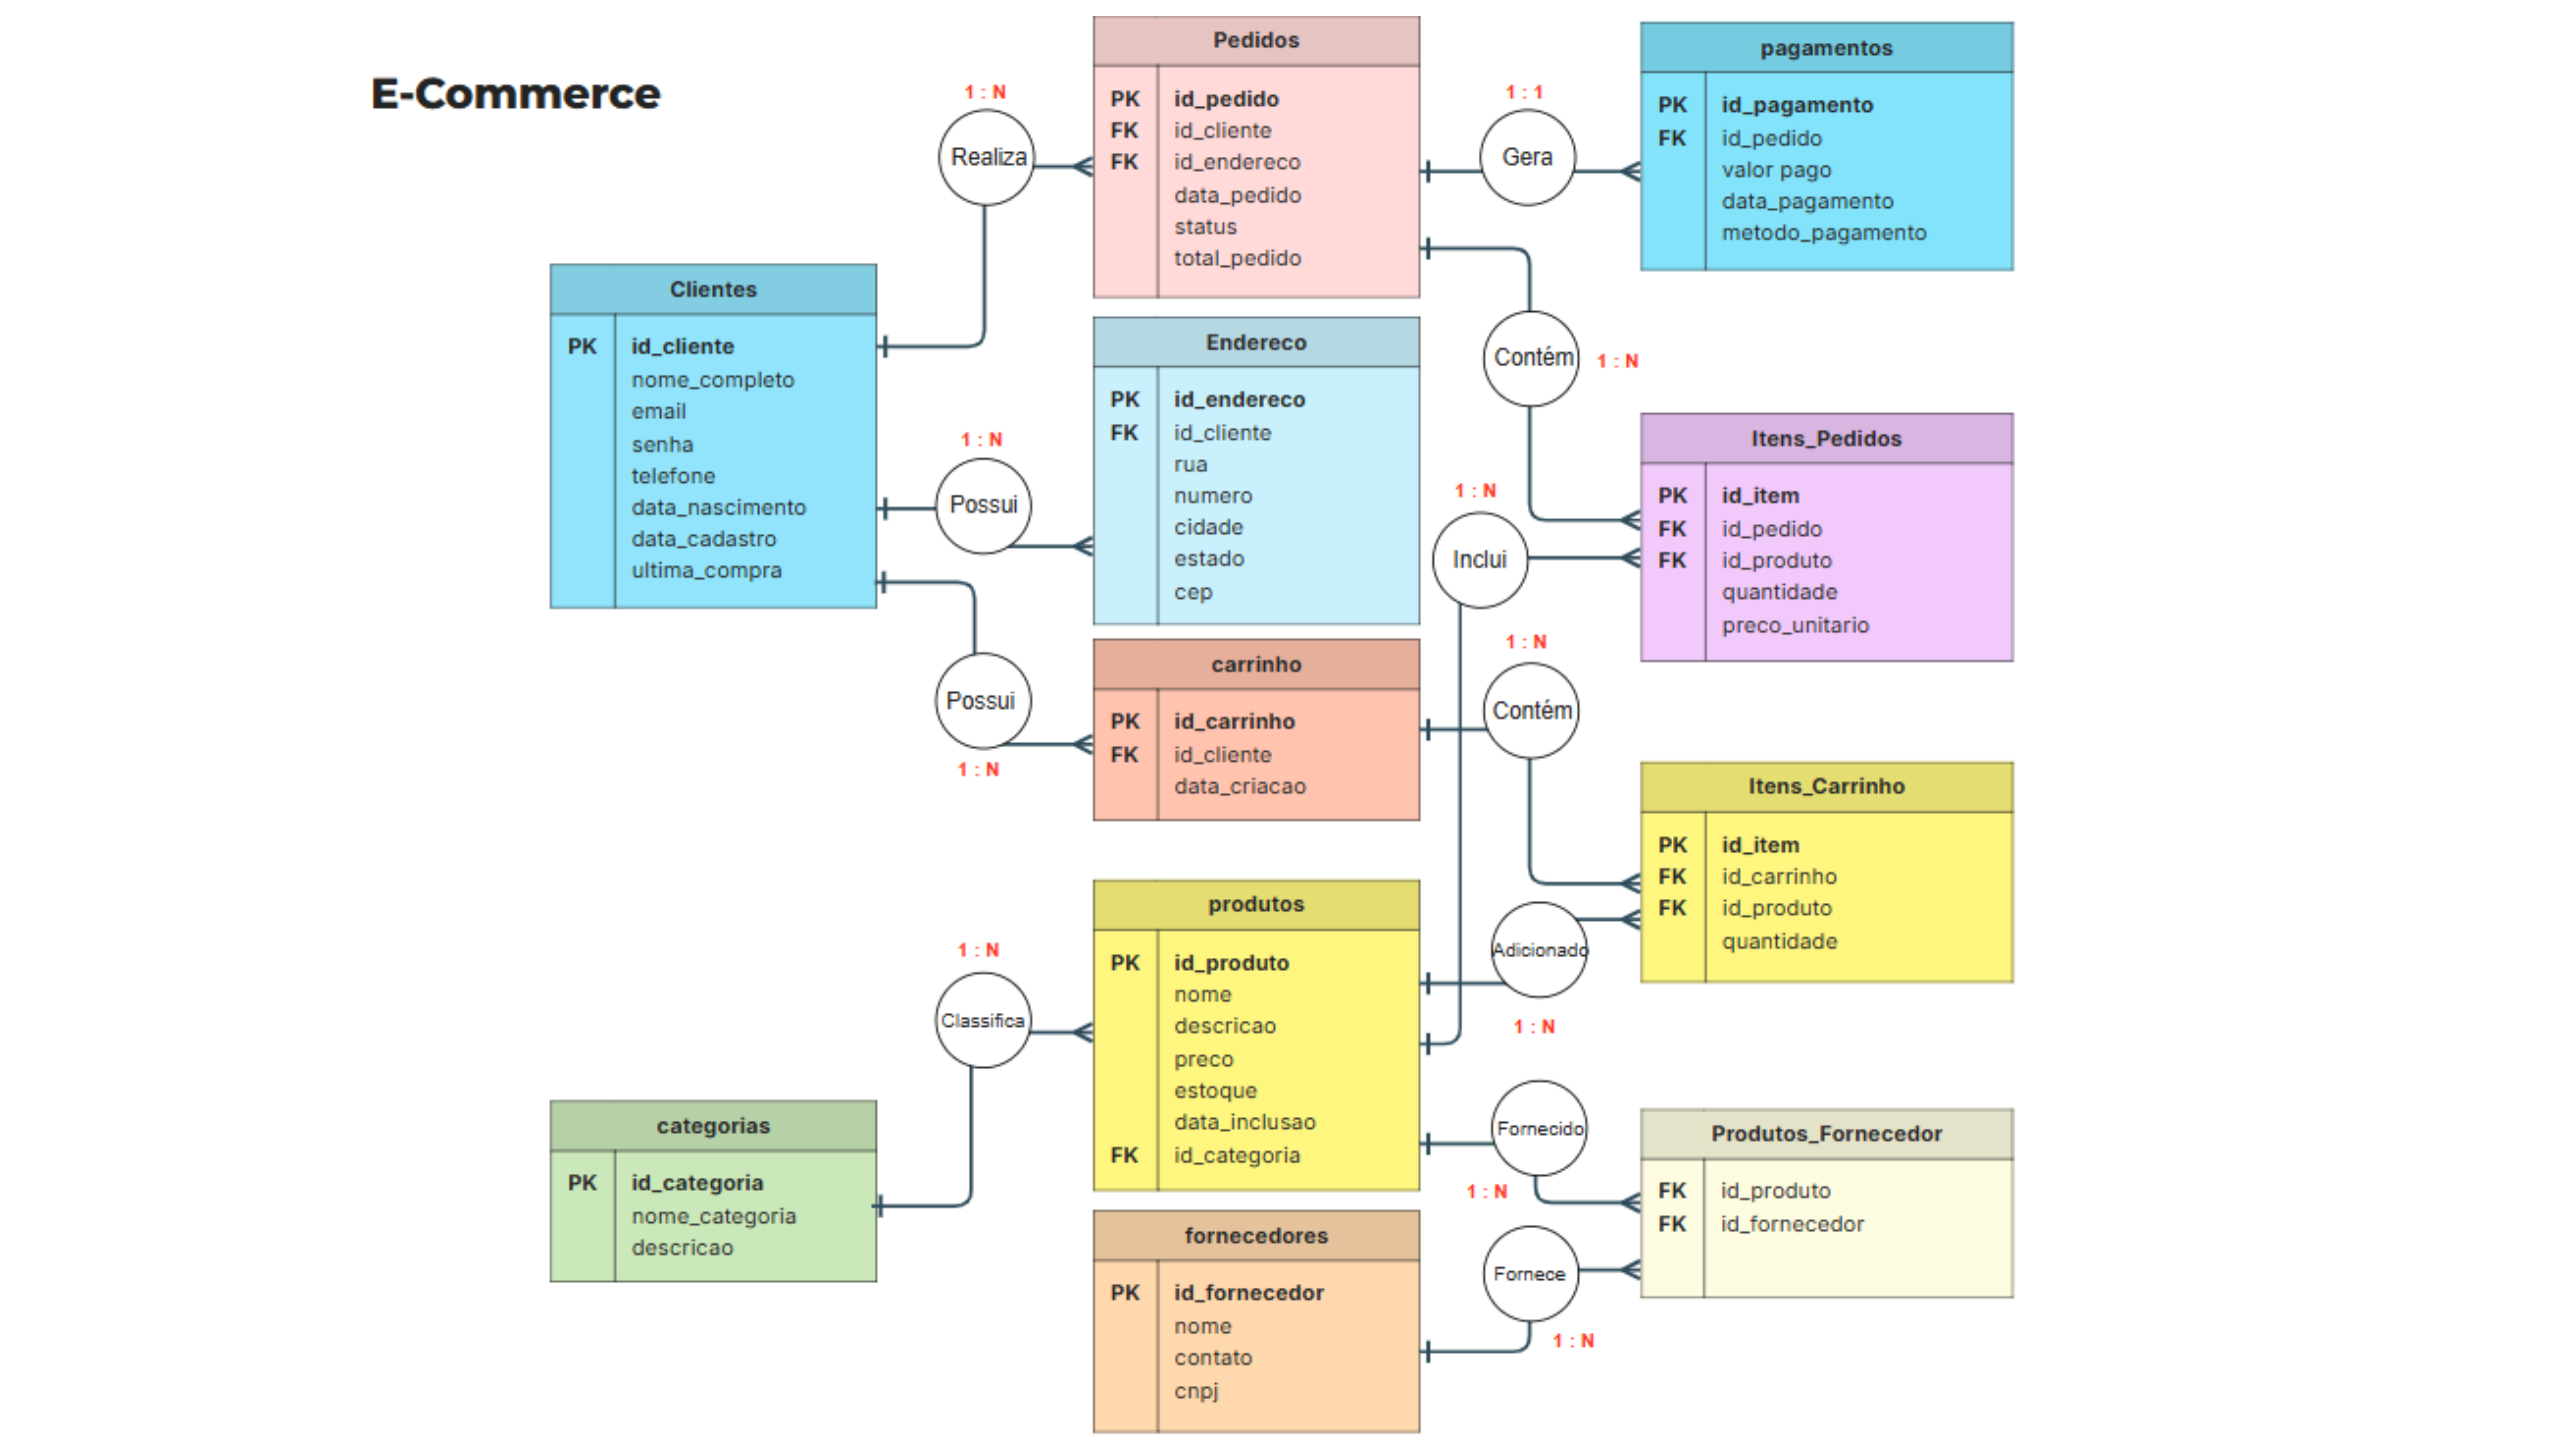 E-Commerce
Clientes
PK id_cliente
nome_completo
email
senha
telefone
data_nascimento
data_cadastro
ultima_compra
categorias
PK id_categoria
nome_categoria
descricao
1 : N
Realiza
1 : N
Possui
Possui
1 : N
1 : N
Classifica
Pedidos
PK id_pedido
FK id_cliente
FK id_endereco
data_pedido
status
total_pedido
Endereco
PK id_endereco
FK id_cliente
rua
numero
cidade
estado
cep
carrinho
PK id_carrinho
FK id_cliente
data_criacao
produtos
PK id_produto
nome
descricao
preco
estoque
data_inclusao
FK id_categoria
fornecedores
PK id_fornecedor
nome
contato
cnpj
1 : 1
Gera
Contém 1 : N
1 : N
Inclui
1 : N
Contém
Adicionado
1 : N
Fornecido
1 : N
Fornece
1 : N
pagamentos
PK id_pagamento
FK id_pedido
valor pago
data_pagamento
metodo_pagamento
Itens_Pedidos
PK id_item
FK id_pedido
FK id_produto
quantidade
preco_unitario
Itens_Carrinho
PK id_item
FK id_carrinho
FK id_produto
quantidade
Produtos_Fornecedor
FK id_produto
FK id_fornecedor